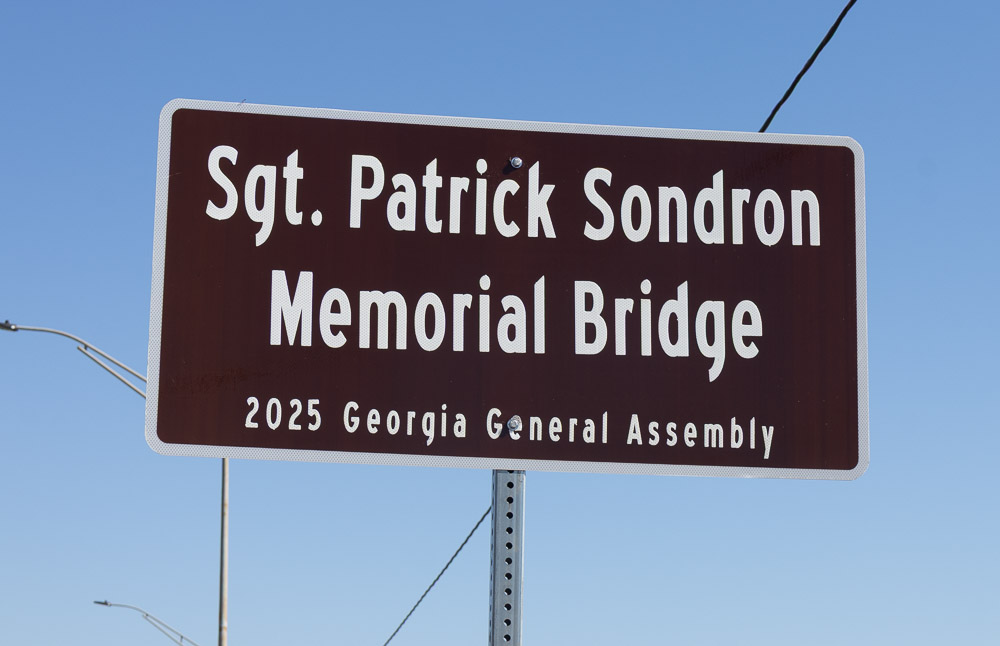 Sgt. Patrick Sondron
Memorial Bridge
2025 Georgia General Assembly